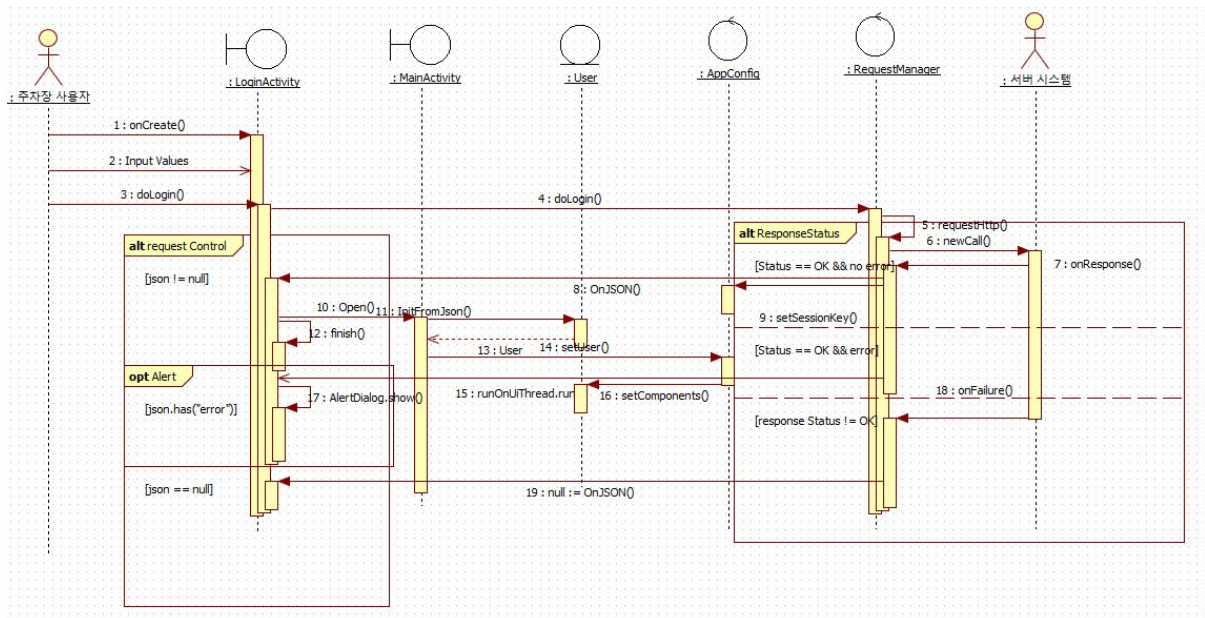 : 주차장 사용자
: LoginActivity
: MainActivity
: User
: AppConfig
: RequestManager
: 서버 시스템
1 : onCreate()
2 : Input Values
3 : doLogin()
4 : doLogin()
alt ResponseStatus
5 : requestHttp()
6 : newCall()
alt request Control
[Status == OK && no error]
7 : onResponse()
[json != null]
8 : OnJSON()
10 : Open()
11 : InitFromJson()
9 : setSessionKey()
12 : finish()
13 : User
14 : setUser()
[Status == OK && error]
opt Alert
15 : runOnUiThread.run
16 : setComponents()
17 : AlertDialog.show()
18 : onFailure()
[json.has("error")]
[response Status != OK]
[json == null]
19 : null := OnJSON()